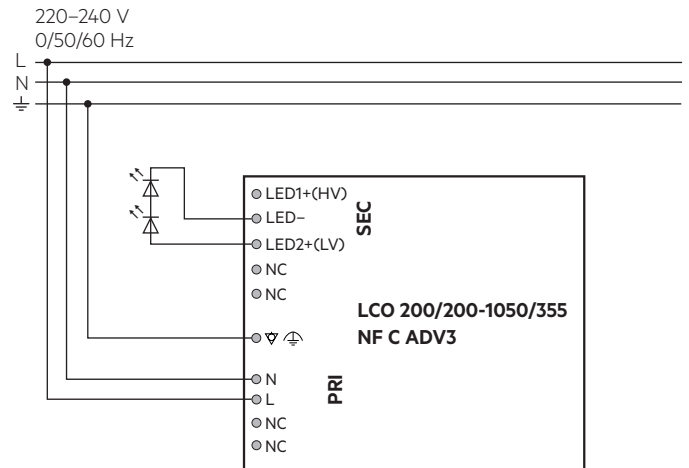 220–240 V
0/50/60 Hz
L
N
LED1+(HV)
LED–
SEC
LED2+(LV)
NC
NC
LCO 200/200-1050/355
NF C ADV3
N
PRI
L
NC
NC